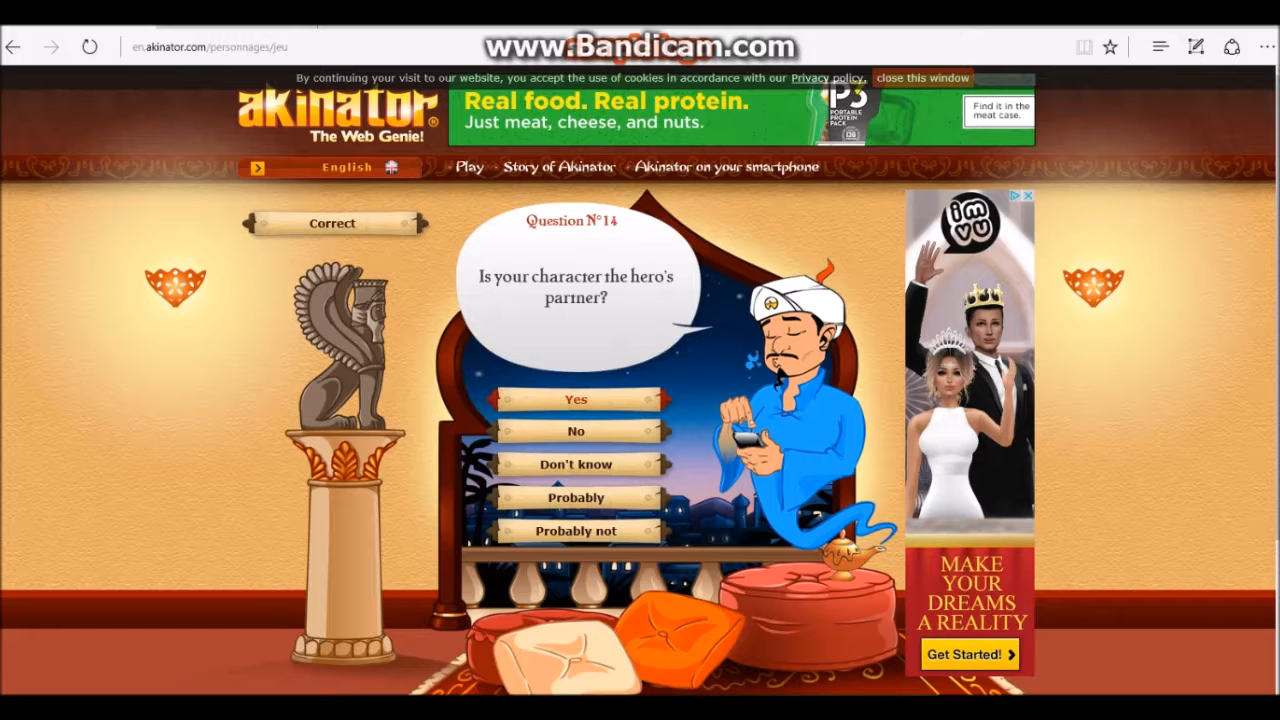 en.akinator.com/personnages/jeu
www.Bandicam.com
By continuing your visit to our website, you accept the use of cookies in accordance with our Privacy policy. close this window
akinator®
The Web Genie!
Real food. Real protein.
Just meat, cheese, and nuts.
P3
PORTABLE
PROTEIN
PACK
Find it in the
meat case.
English
Play
Story of Akinator
Akinator on your smartphone
Correct
Question N°14
Is your character the hero's
partner?
Yes
No
Don't know
Probably
Probably not
imvu
MAKE
YOUR
DREAMS
A REALITY
Get Started!